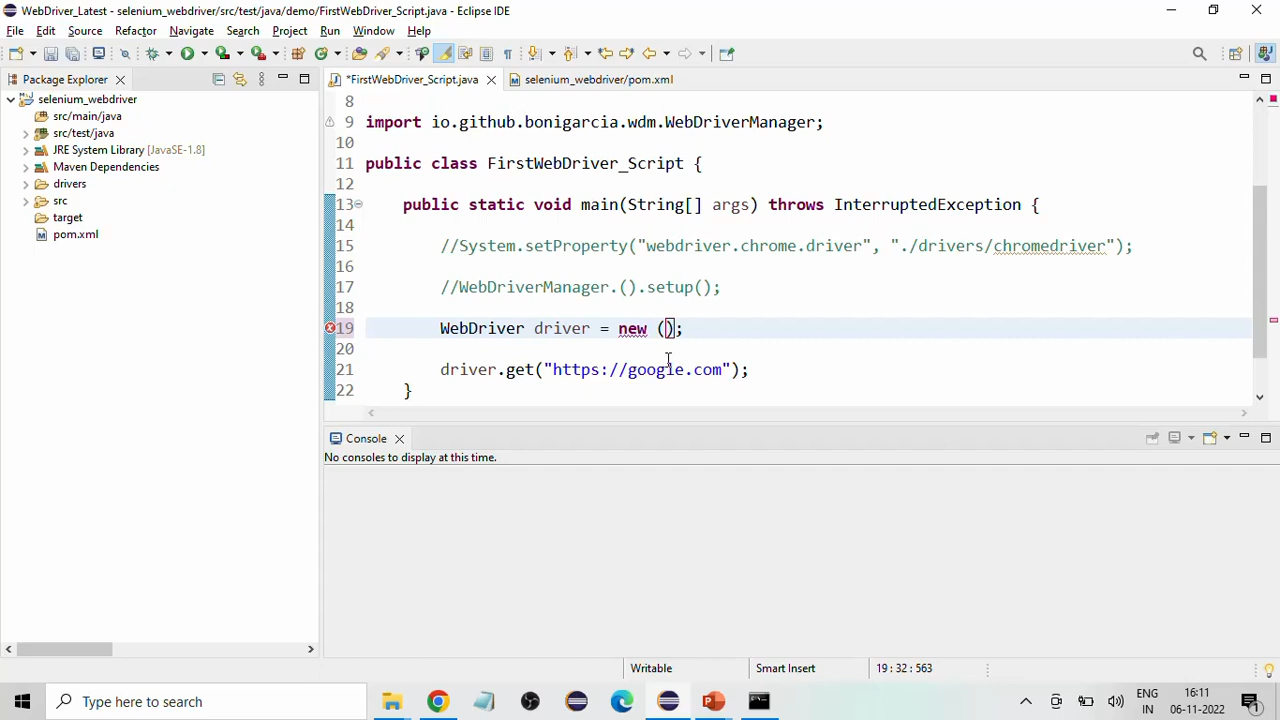 WebDriver_Latest - selenium_webdriver/src/test/java/demo/FirstWebDriver_Script.java - Eclipse IDE
File Edit Source Refactor Navigate Search Project Run Window Help
Package Explorer
*FirstWebDriver_Script.java
selenium_webdriver/pom.xml
selenium_webdriver
src/main/java
src/test/java
JRE System Library [JavaSE-1.8]
Maven Dependencies
drivers
src
target
pom.xml
8
9 import io.github.bonigarcia.wdm.WebDriverManager;
10
11 public class FirstWebDriver_Script {
12
13 public static void main(String[] args) throws InterruptedException {
14
15 //System.setProperty("webdriver.chrome.driver", "./drivers/chromedriver");
16
17 //WebDriverManager.().setup();
18
19 WebDriver driver = new ();
20
21 driver.get("https://google.com");
22 }
Console
No consoles to display at this time.
Writable Smart Insert 19 : 32 : 563
Type here to search
ENG
IN
16:11
06-11-2022
1